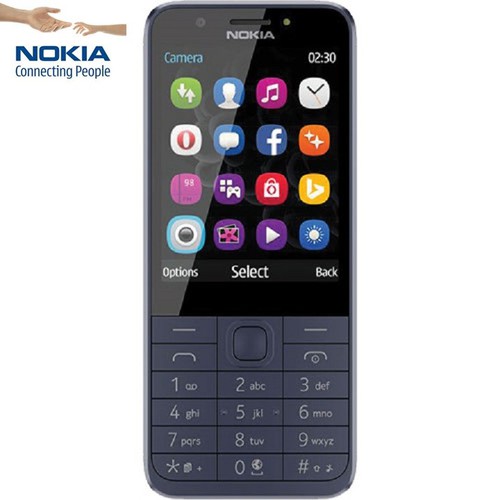 NOKIA
Connecting People
NOKIA
Camera 02:30
98
Options Select Back
1 2 abc 3 def
4 ghi 5 jkl 6 mno
7 pqrs 8 tuv 9 wxyz
* + 0 #